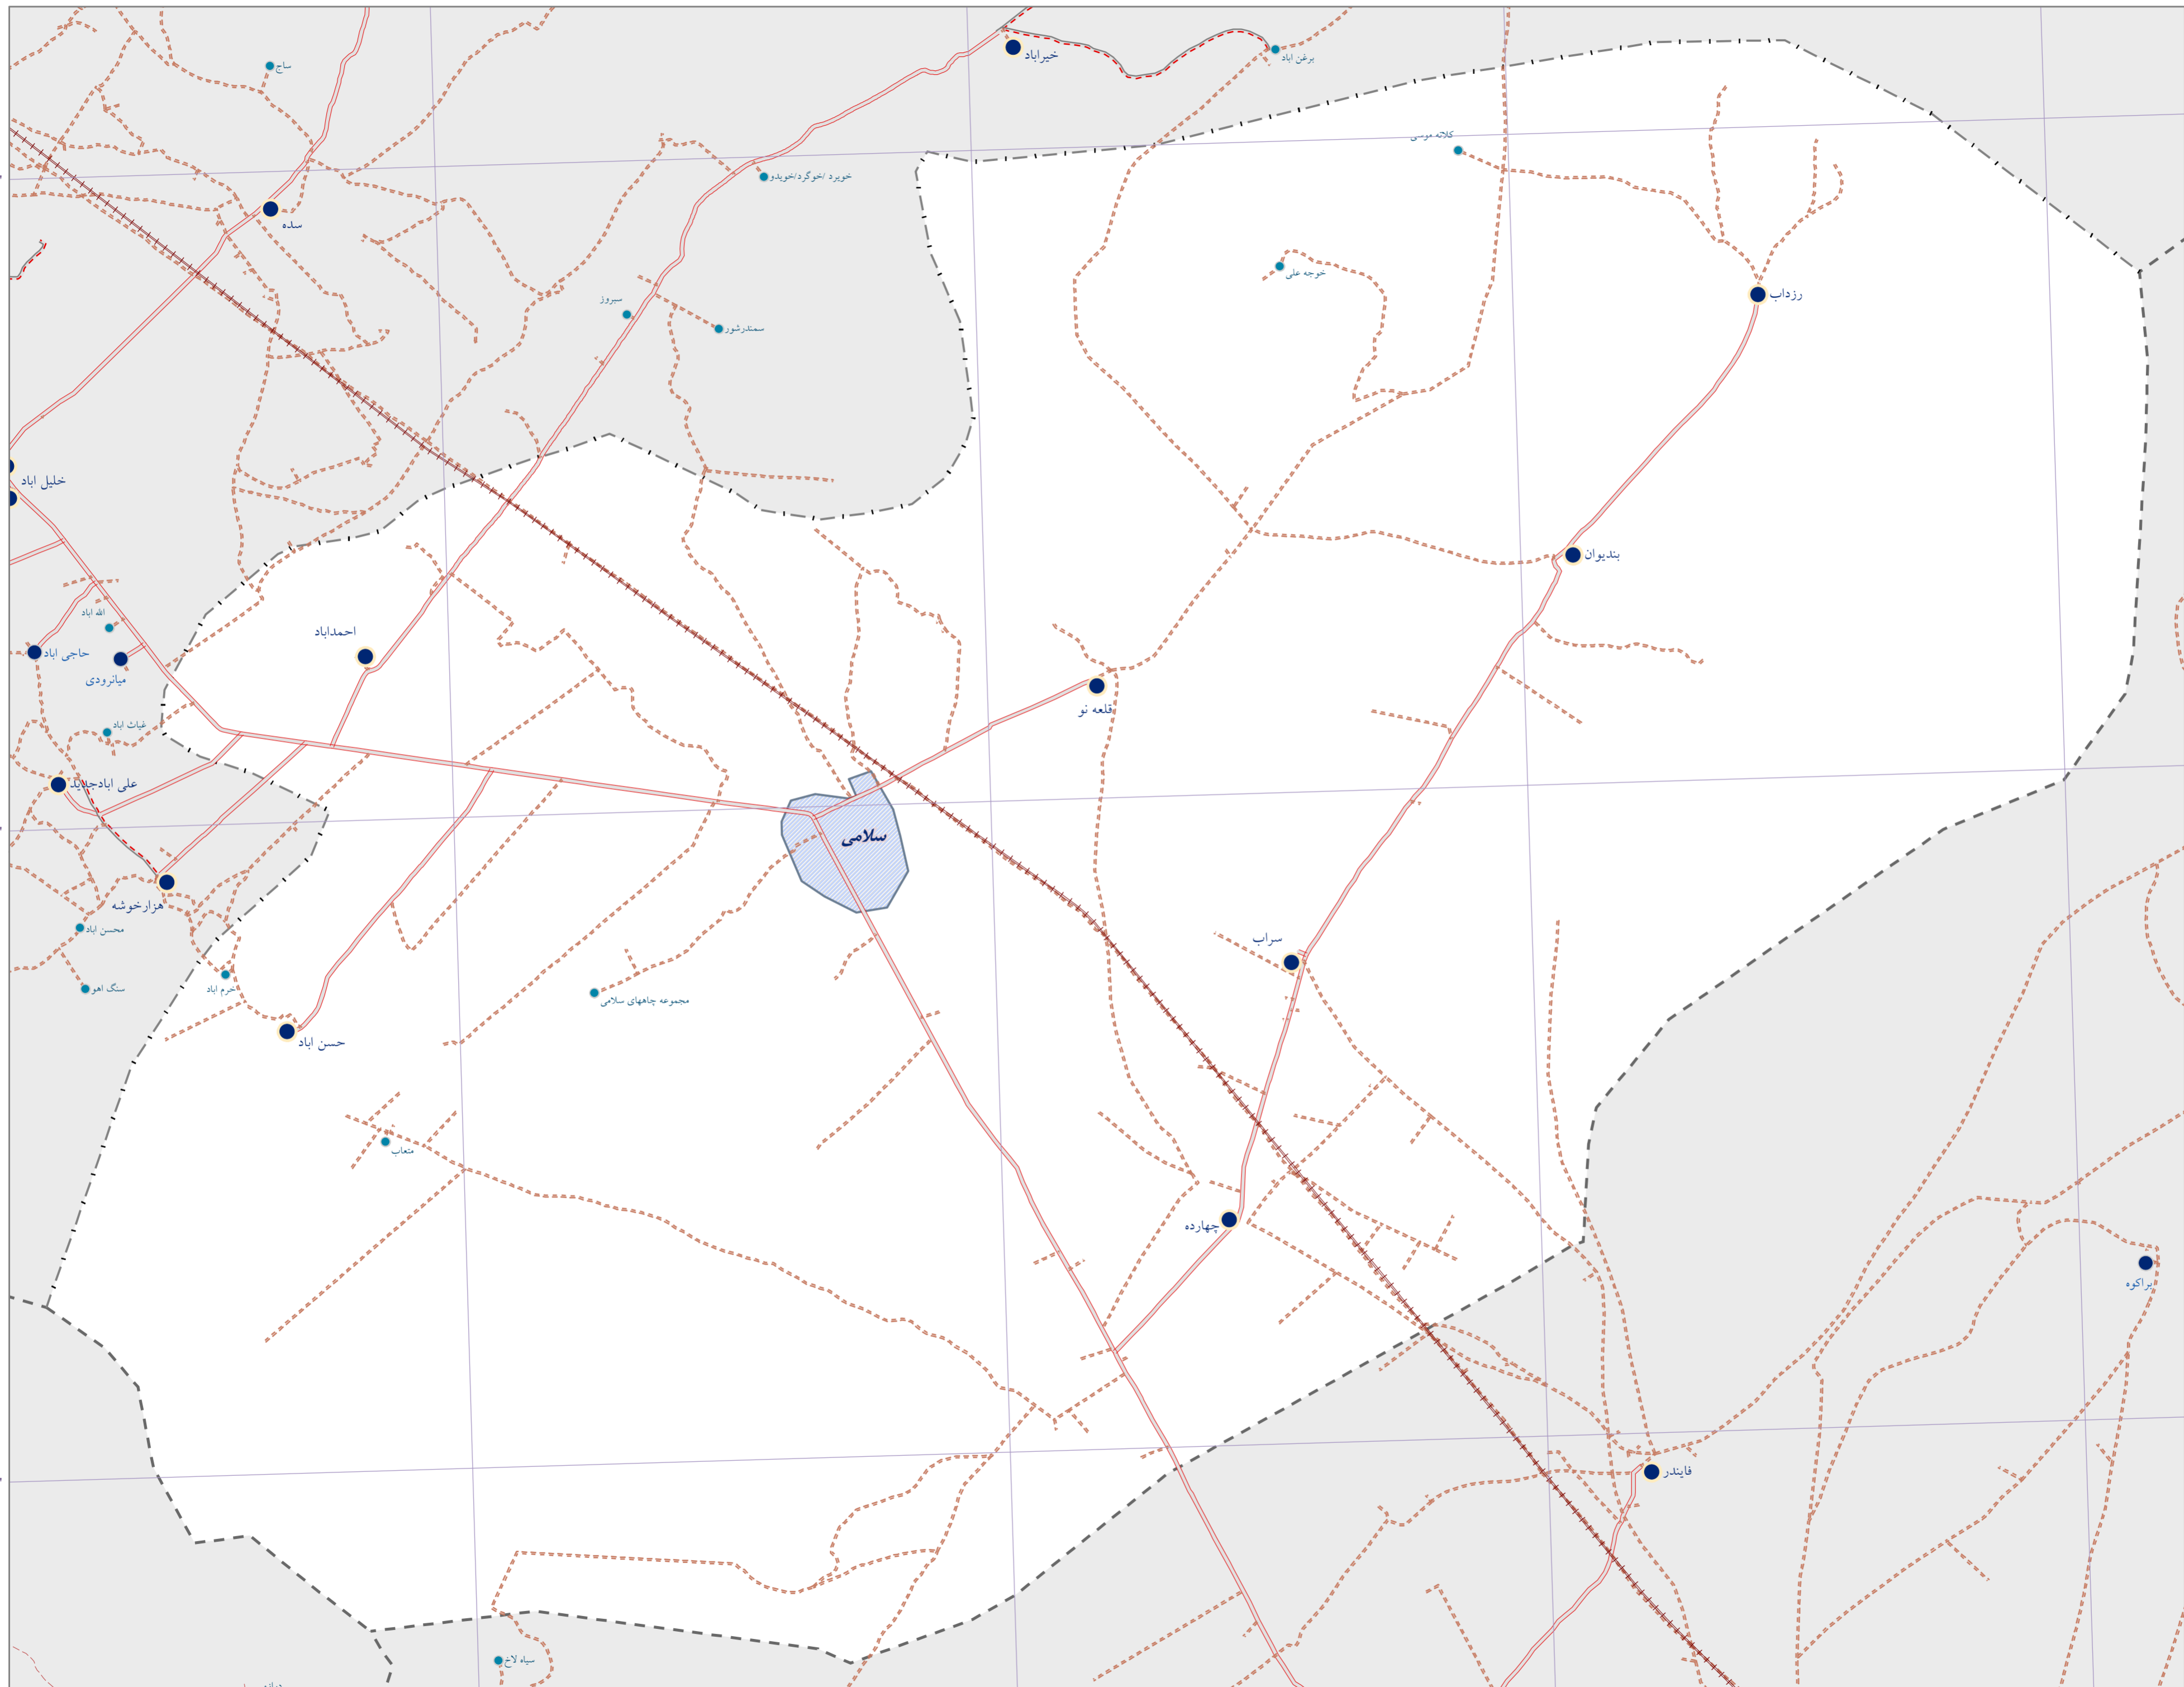 خیراباد
برغن اباد
ساج
کلاته موسی
خویرد /خوگرد/خویدو
سده
خوجه علی
رزداب
سبروز
سمندرشور
خلیل اباد
بندیوان
الله اباد
احمداباد
حاجی اباد
میانرودی
قلعه نو
غیاث اباد
علی ابادجدید
سلامی
هزارخوشه
محسن اباد
سراب
خرم اباد
سنگ اهو
مجموعه چاههای سلامی
حسن اباد
متعاب
چهارده
براکوه
فایندر
سیاه لاخ